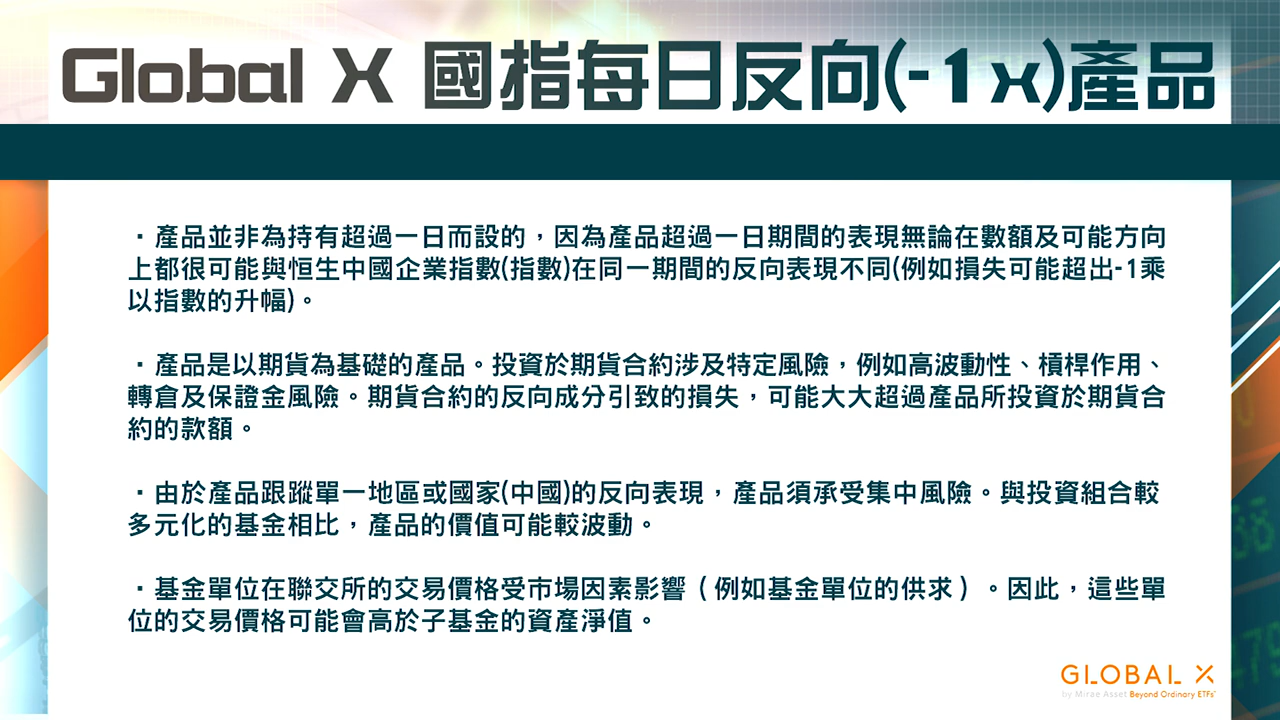 Global X 國指每日反向(-1x)產品
▪產品並非為持有超過一日而設的，因為產品超過一日期間的表現無論在數額及可能方向
上都很可能與恒生中國企業指數(指數)在同一期間的反向表現不同(例如損失可能超出-1乘
以指數的升幅)。
▪產品是以期貨為基礎的產品。投資於期貨合約涉及特定風險，例如高波動性、槓桿作用、
轉倉及保證金風險。期貨合約的反向成分引致的損失，可能大大超過產品所投資於期貨合
約的款額。
▪由於產品跟蹤單一地區或國家(中國)的反向表現，產品須承受集中風險。與投資組合較
多元化的基金相比，產品的價值可能較波動。
▪基金單位在聯交所的交易價格受市場因素影響（例如基金單位的供求）。因此，這些單
位的交易價格可能會高於子基金的資產淨值。
GLOBAL X
by Mirae Asset Beyond Ordinary ETFs